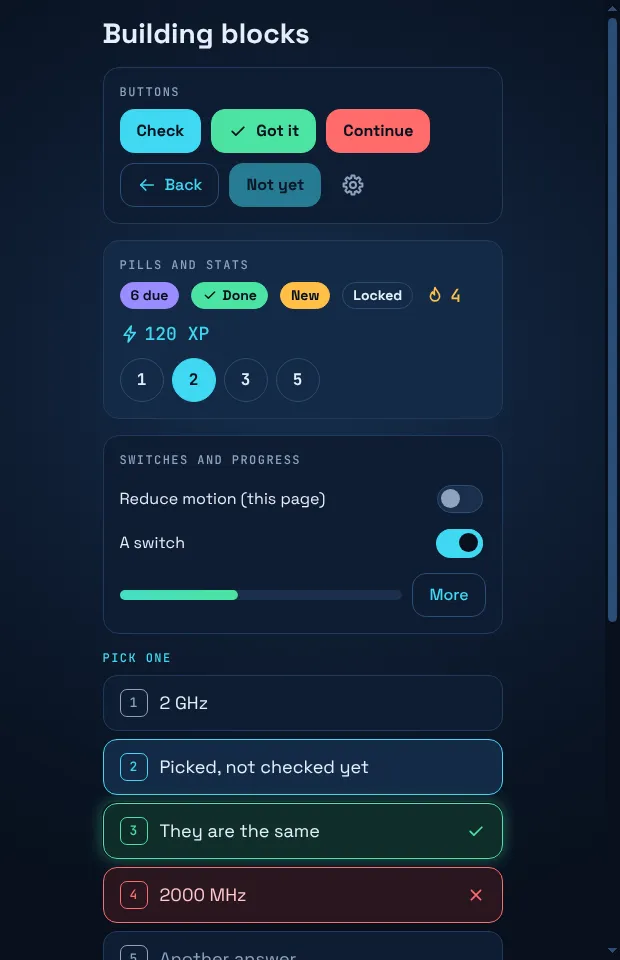 Building blocks
BUTTONS
Check
Got it
Continue
Back
Not yet
PILLS AND STATS
6 due
Done
New
Locked
4
120 XP
1
2
3
5
SWITCHES AND PROGRESS
Reduce motion (this page)
A switch
More
PICK ONE
1 2 GHz
2 Picked, not checked yet
3 They are the same
4 2000 MHz
5 Another answer